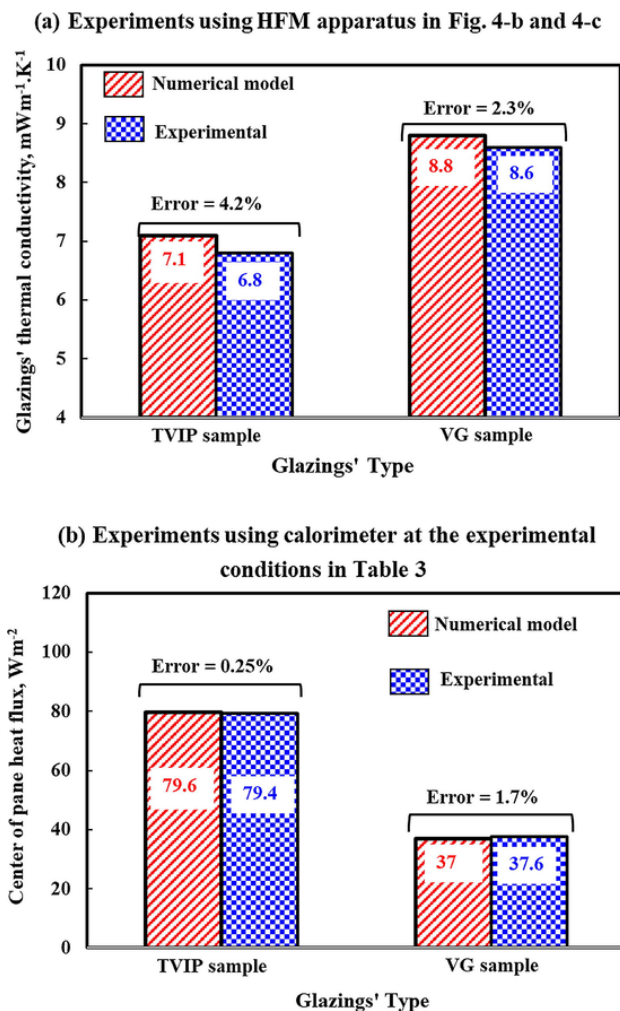 (a) Experiments using HFM apparatus in Fig. 4-b and 4-c
Glazings' thermal conductivity, mWm-1.K-1
10
9
8
7
6
5
4
Numerical model
Experimental
Error = 4.2%
Error = 2.3%
7.1
6.8
8.8
8.6
TVIP sample
VG sample
Glazings' Type
(b) Experiments using calorimeter at the experimental
conditions in Table 3
Center of pane heat flux, Wm-2
120
100
80
60
40
20
0
Numerical model
Experimental
Error = 0.25%
Error = 1.7%
79.6
79.4
37
37.6
TVIP sample
VG sample
Glazings' Type